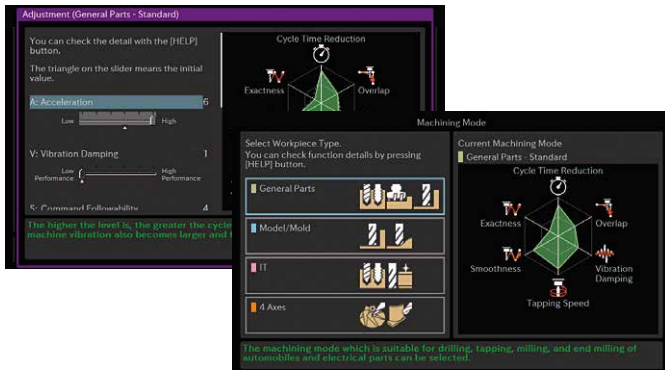 Adjustment (General Parts - Standard)
You can check the detail with the [HELP]
button.
The triangle on the slider means the initial
value.
A: Acceleration 6
Low High
V: Vibration Damping 1
Low Performance High Performance
S: Command Followability 4
The higher the level is, the greater the cycle
machine vibration also becomes larger and
Cycle Time Reduction
Exactness
Overlap
Machining Mode
Select Workpiece Type.
You can check function details by pressing
[HELP] button.
General Parts
Model/Mold
IT
4 Axes
Current Machining Mode
General Parts - Standard
Cycle Time Reduction
Exactness
Overlap
Smoothness
Vibration
Damping
Tapping Speed
The machining mode which is suitable for drilling, tapping, milling, and end milling of
automobiles and electrical parts can be selected.